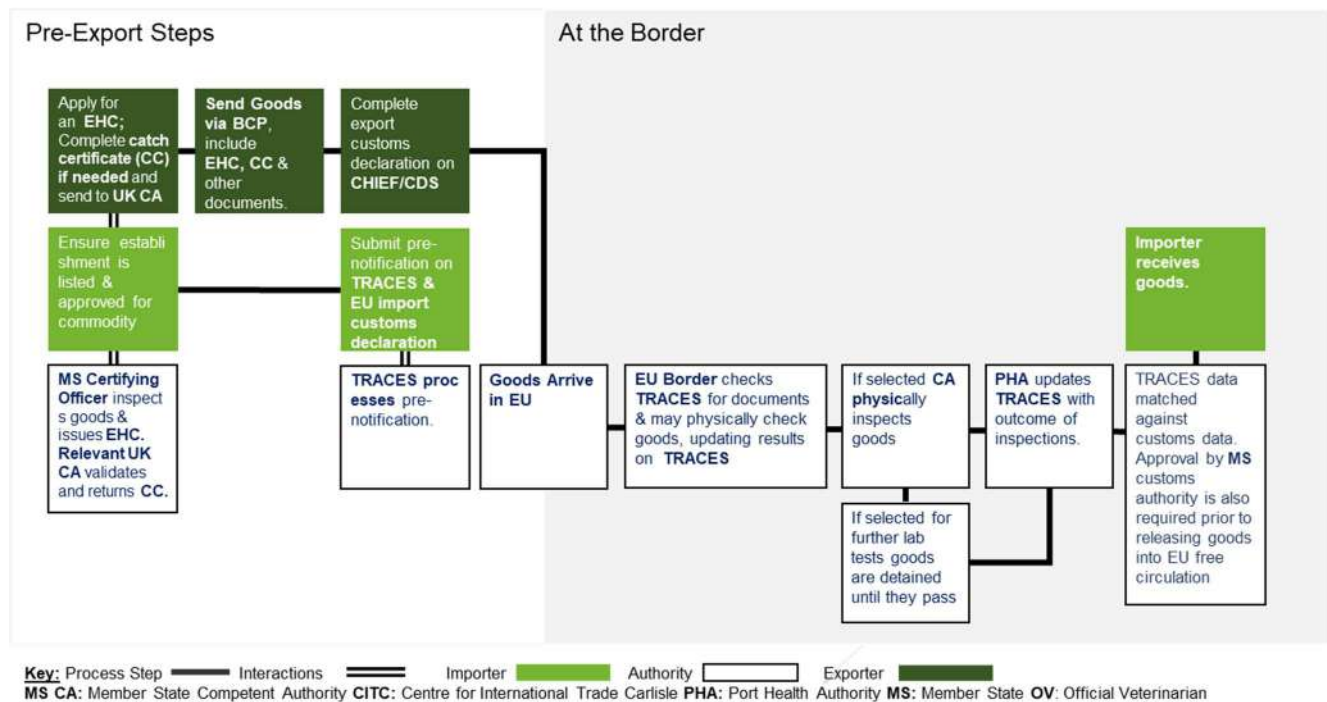 Pre-Export Steps
At the Border
Apply for
an EHC;
Complete catch
certificate (CC)
if needed and
send to UK CA
Send Goods
via BCP,
include
EHC, CC &
other
documents.
Complete
export
customs
declaration on
CHIEF/CDS
Ensure establi
shment is
listed &
approved for
commodity
Submit pre-
notification on
TRACES &
EU import
customs
declaration
Importer
receives
goods.
MS Certifying
Officer inspect
s goods &
issues EHC.
Relevant UK
CA validates
and returns CC.
TRACES proc
esses pre-
notification.
Goods Arrive
in EU
EU Border checks
TRACES for documents
& may physically check
goods, updating results
on TRACES
If selected CA
physically
inspects
goods
PHA updates
TRACES with
outcome of
inspections.
TRACES data
matched
against
customs data.
Approval by MS
customs
authority is also
required prior to
releasing goods
into EU free
circulation
If selected for
further lab
tests goods
are detained
until they pass
Key: Process Step Interactions Importer Authority Exporter
MS CA: Member State Competent Authority CITC: Centre for International Trade Carlisle PHA: Port Health Authority MS: Member State OV: Official Veterinarian